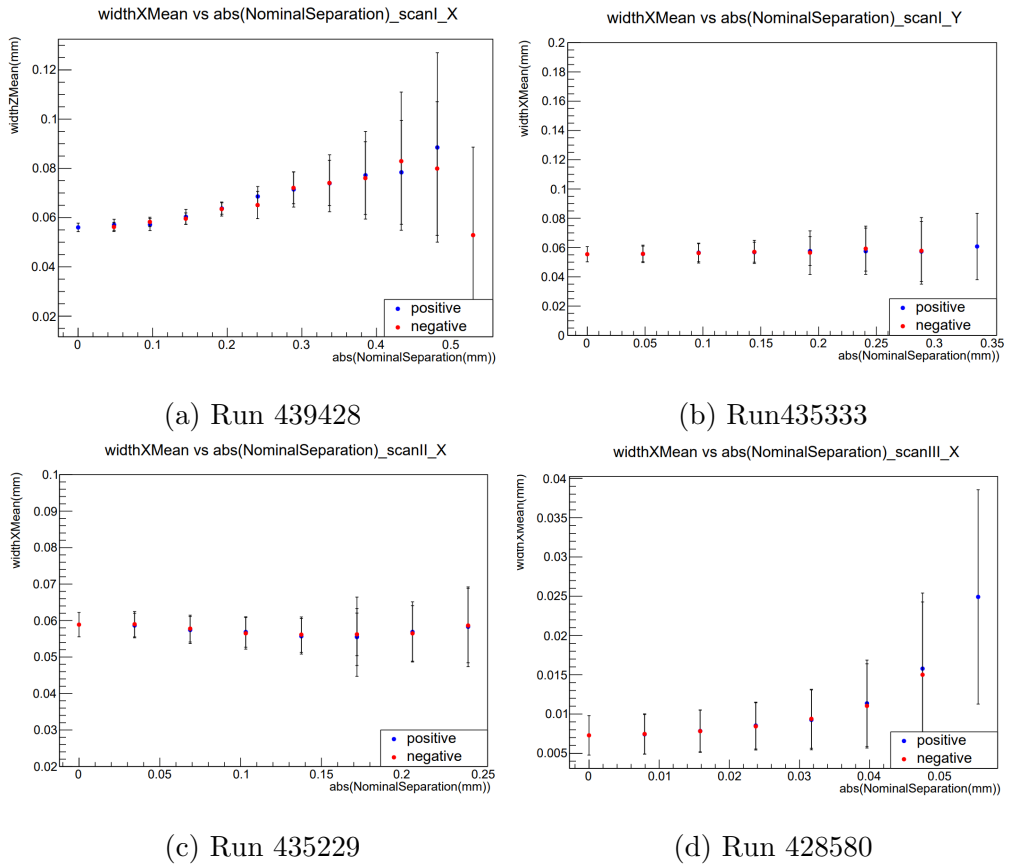 widthXMean vs abs(NominalSeparation)_scanI_X
widthZMean(mm)
0.12
0.1
0.08
0.06
0.04
0.02
0
0.1
0.2
0.3
0.4
0.5
abs(NominalSeparation(mm))
positive
negative
(a) Run 439428
widthXMean vs abs(NominalSeparation)_scanI_Y
widthXMean(mm)
0.2
0.18
0.16
0.14
0.12
0.1
0.08
0.06
0.04
0.02
0
0
0.05
0.1
0.15
0.2
0.25
0.3
0.35
abs(NominalSeparation(mm))
positive
negative
(b) Run435333
widthXMean vs abs(NominalSeparation)_scanII_X
widthXMean(mm)
0.1
0.09
0.08
0.07
0.06
0.05
0.04
0.03
0.02
0
0.05
0.1
0.15
0.2
0.25
abs(NominalSeparation(mm))
positive
negative
(c) Run 435229
widthXMean vs abs(NominalSeparation)_scanIII_X
widthXMean(mm)
0.04
0.035
0.03
0.025
0.02
0.015
0.01
0.005
0
0.01
0.02
0.03
0.04
0.05
abs(NominalSeparation(mm))
positive
negative
(d) Run 428580